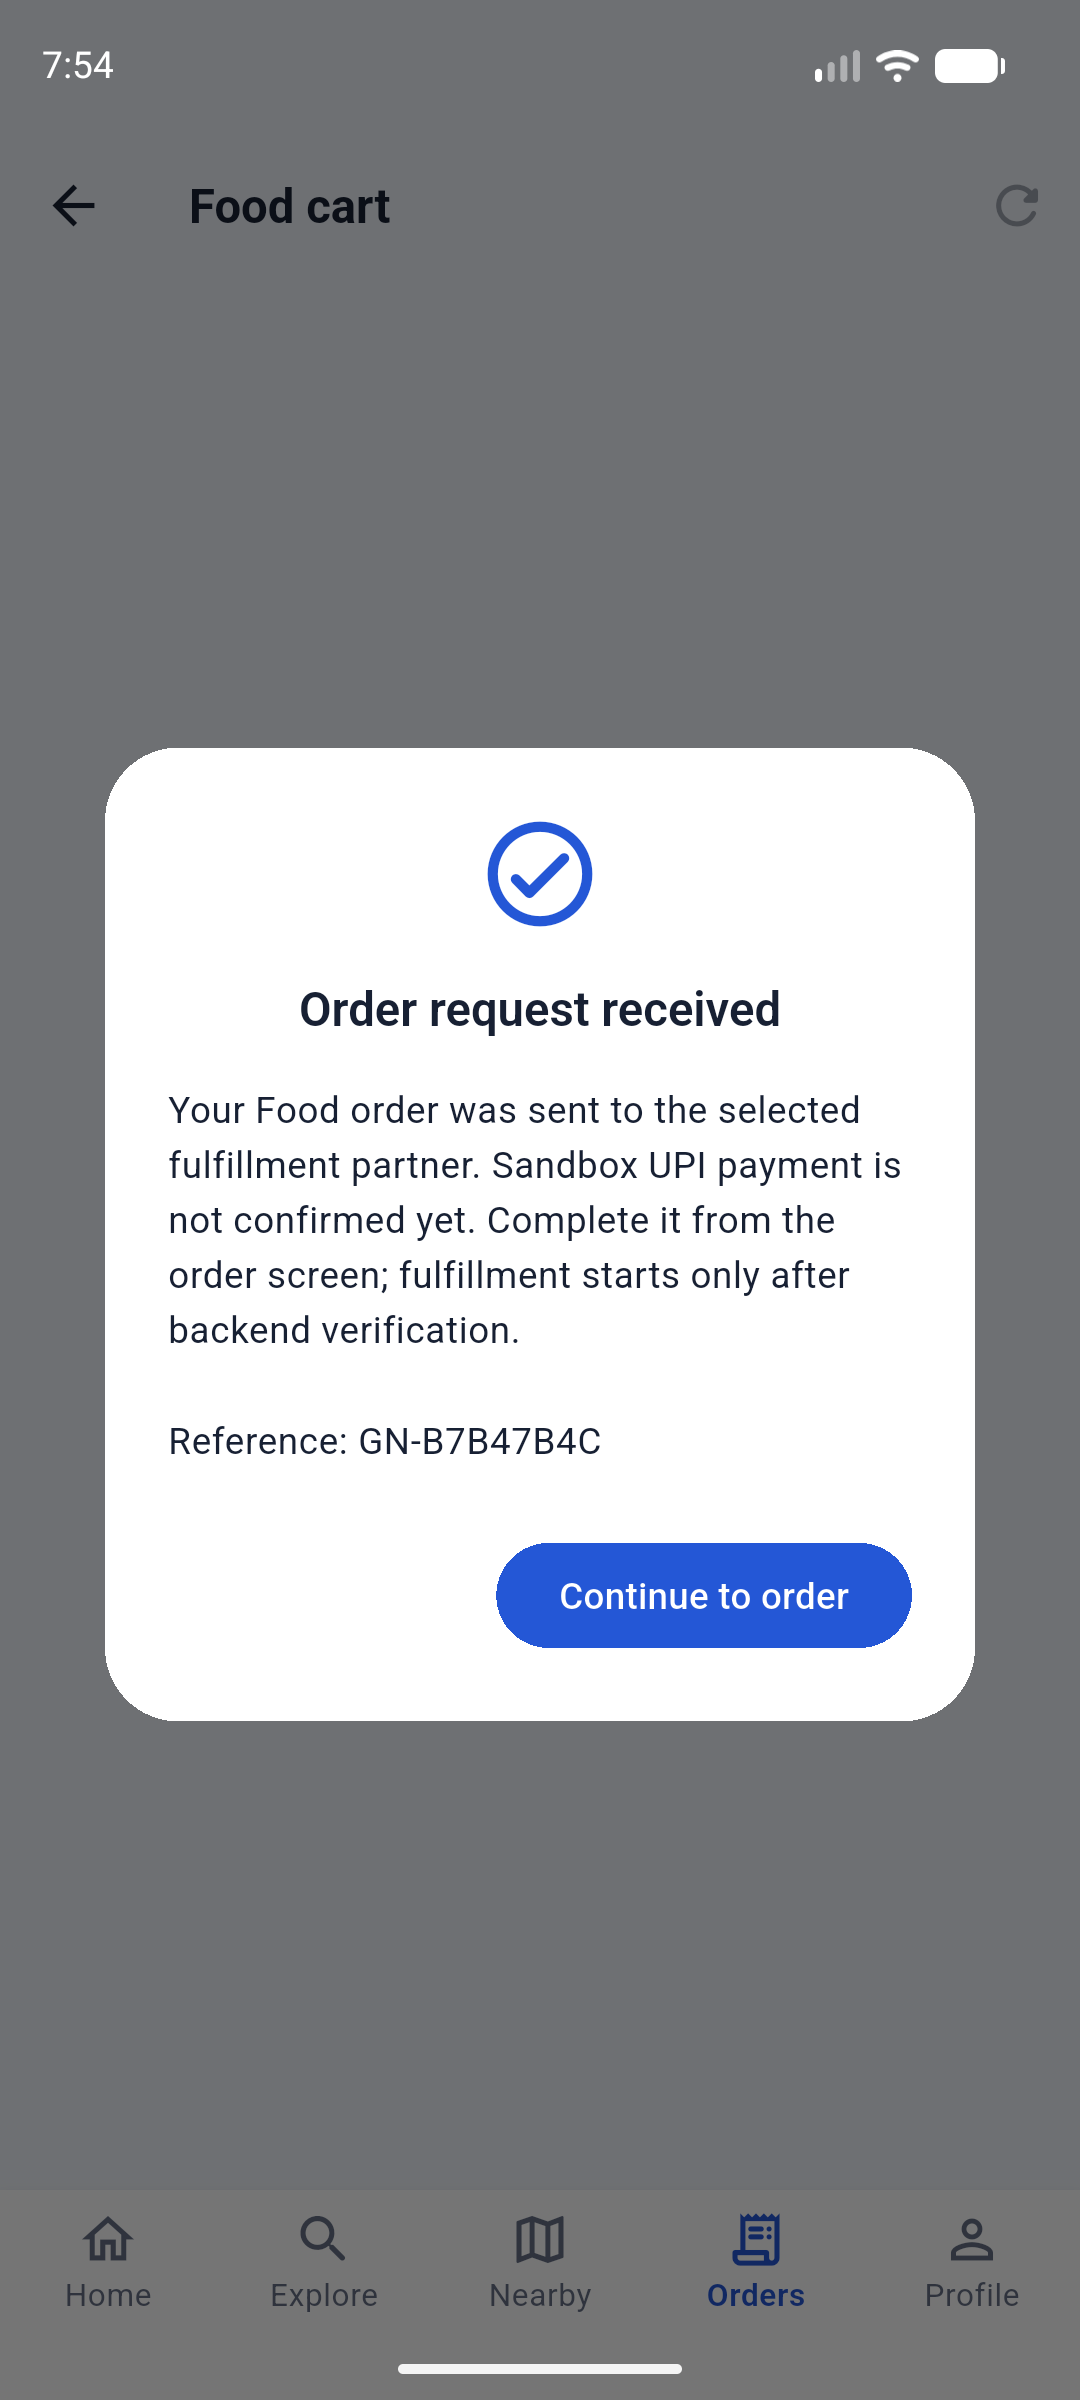 7:54
Food cart
Order request received
Your Food order was sent to the selected
fulfillment partner. Sandbox UPI payment is
not confirmed yet. Complete it from the
order screen; fulfillment starts only after
backend verification.
Reference: GN-B7B47B4C
Continue to order
Home
Explore
Nearby
Orders
Profile